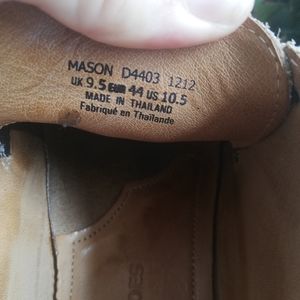 MASON D4403 1212
UK 9.5 EUR 44 US 10.5
MADE IN THAILAND
Fabriqué en Thaïlande